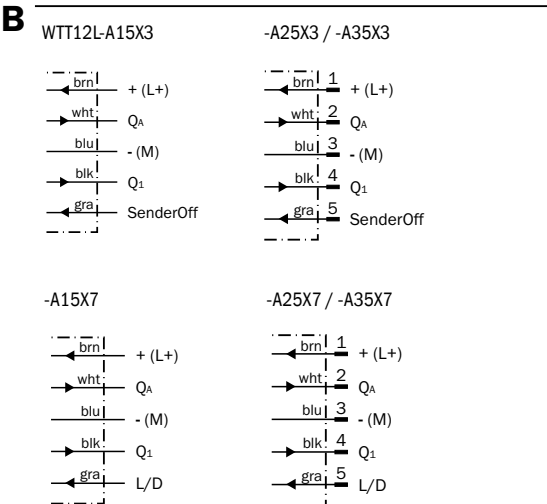 B
WTT12L-A15X3
brn + (L+)
wht QA
blu - (M)
blk Q1
gra SenderOff
-A25X3 / -A35X3
brn 1 + (L+)
wht 2 QA
blu 3 - (M)
blk 4 Q1
gra 5 SenderOff
-A15X7
brn + (L+)
wht QA
blu - (M)
blk Q1
gra L/D
-A25X7 / -A35X7
brn 1 + (L+)
wht 2 QA
blu 3 - (M)
blk 4 Q1
gra 5 L/D